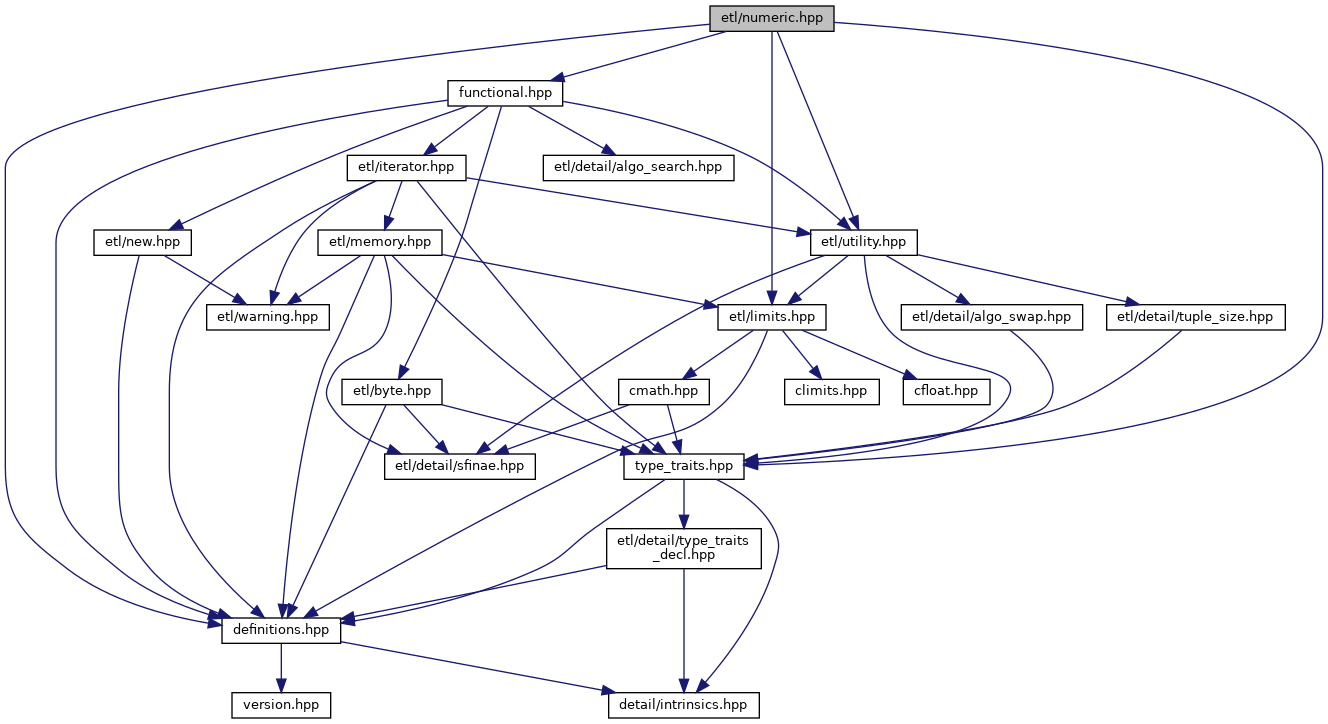 etl/numeric.hpp
functional.hpp
etl/iterator.hpp
etl/detail/algo_search.hpp
etl/new.hpp
etl/memory.hpp
etl/utility.hpp
etl/warning.hpp
etl/limits.hpp
etl/detail/algo_swap.hpp
etl/detail/tuple_size.hpp
etl/byte.hpp
cmath.hpp
climits.hpp
cfloat.hpp
etl/detail/sfinae.hpp
type_traits.hpp
etl/detail/type_traits
_decl.hpp
definitions.hpp
version.hpp
detail/intrinsics.hpp